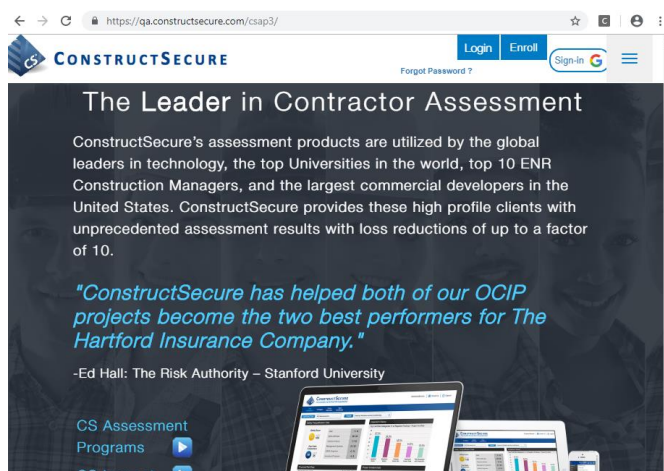 https://qa.constructsecure.com/csap3/
CS
CONSTRUCTSECURE
Login
Enroll
Sign-in G
Forgot Password ?
The Leader in Contractor Assessment
ConstructSecure's assessment products are utilized by the global
leaders in technology, the top Universities in the world, top 10 ENR
Construction Managers, and the largest commercial developers in the
United States. ConstructSecure provides these high profile clients with
unprecedented assessment results with loss reductions of up to a factor
of 10.
"ConstructSecure has helped both of our OCIP
projects become the two best performers for The
Hartford Insurance Company."
-Ed Hall: The Risk Authority – Stanford University
CS Assessment
Programs